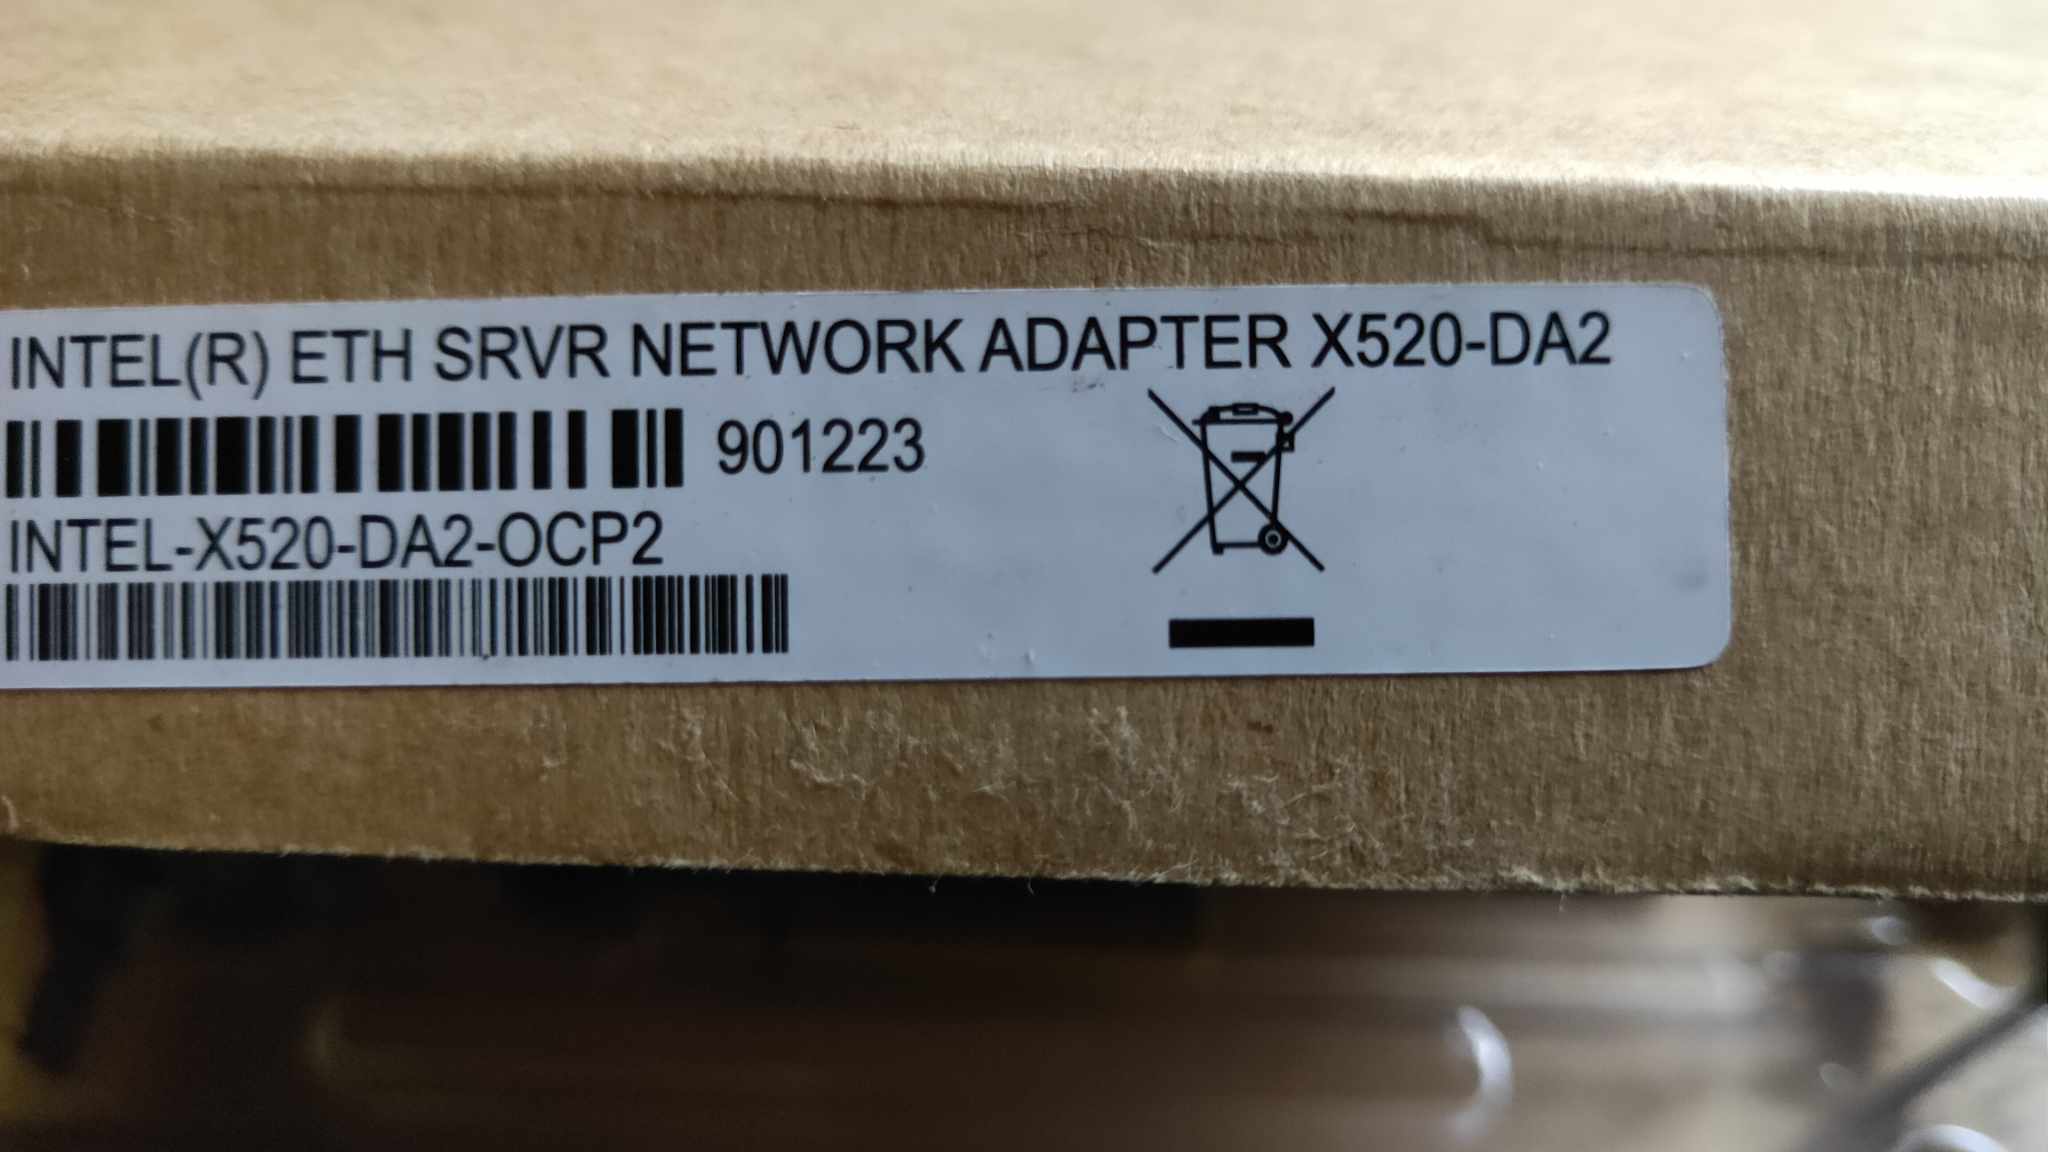 INTEL(R) ETH SRVR NETWORK ADAPTER X520-DA2
901223
INTEL-X520-DA2-OCP2